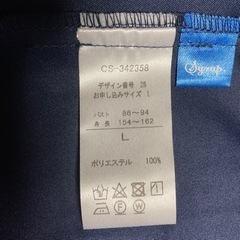 CS-342358
デザイン番号 28
お申し込みサイズ L
バスト 86~94
身長 154~162
L
ポリエステル 100%